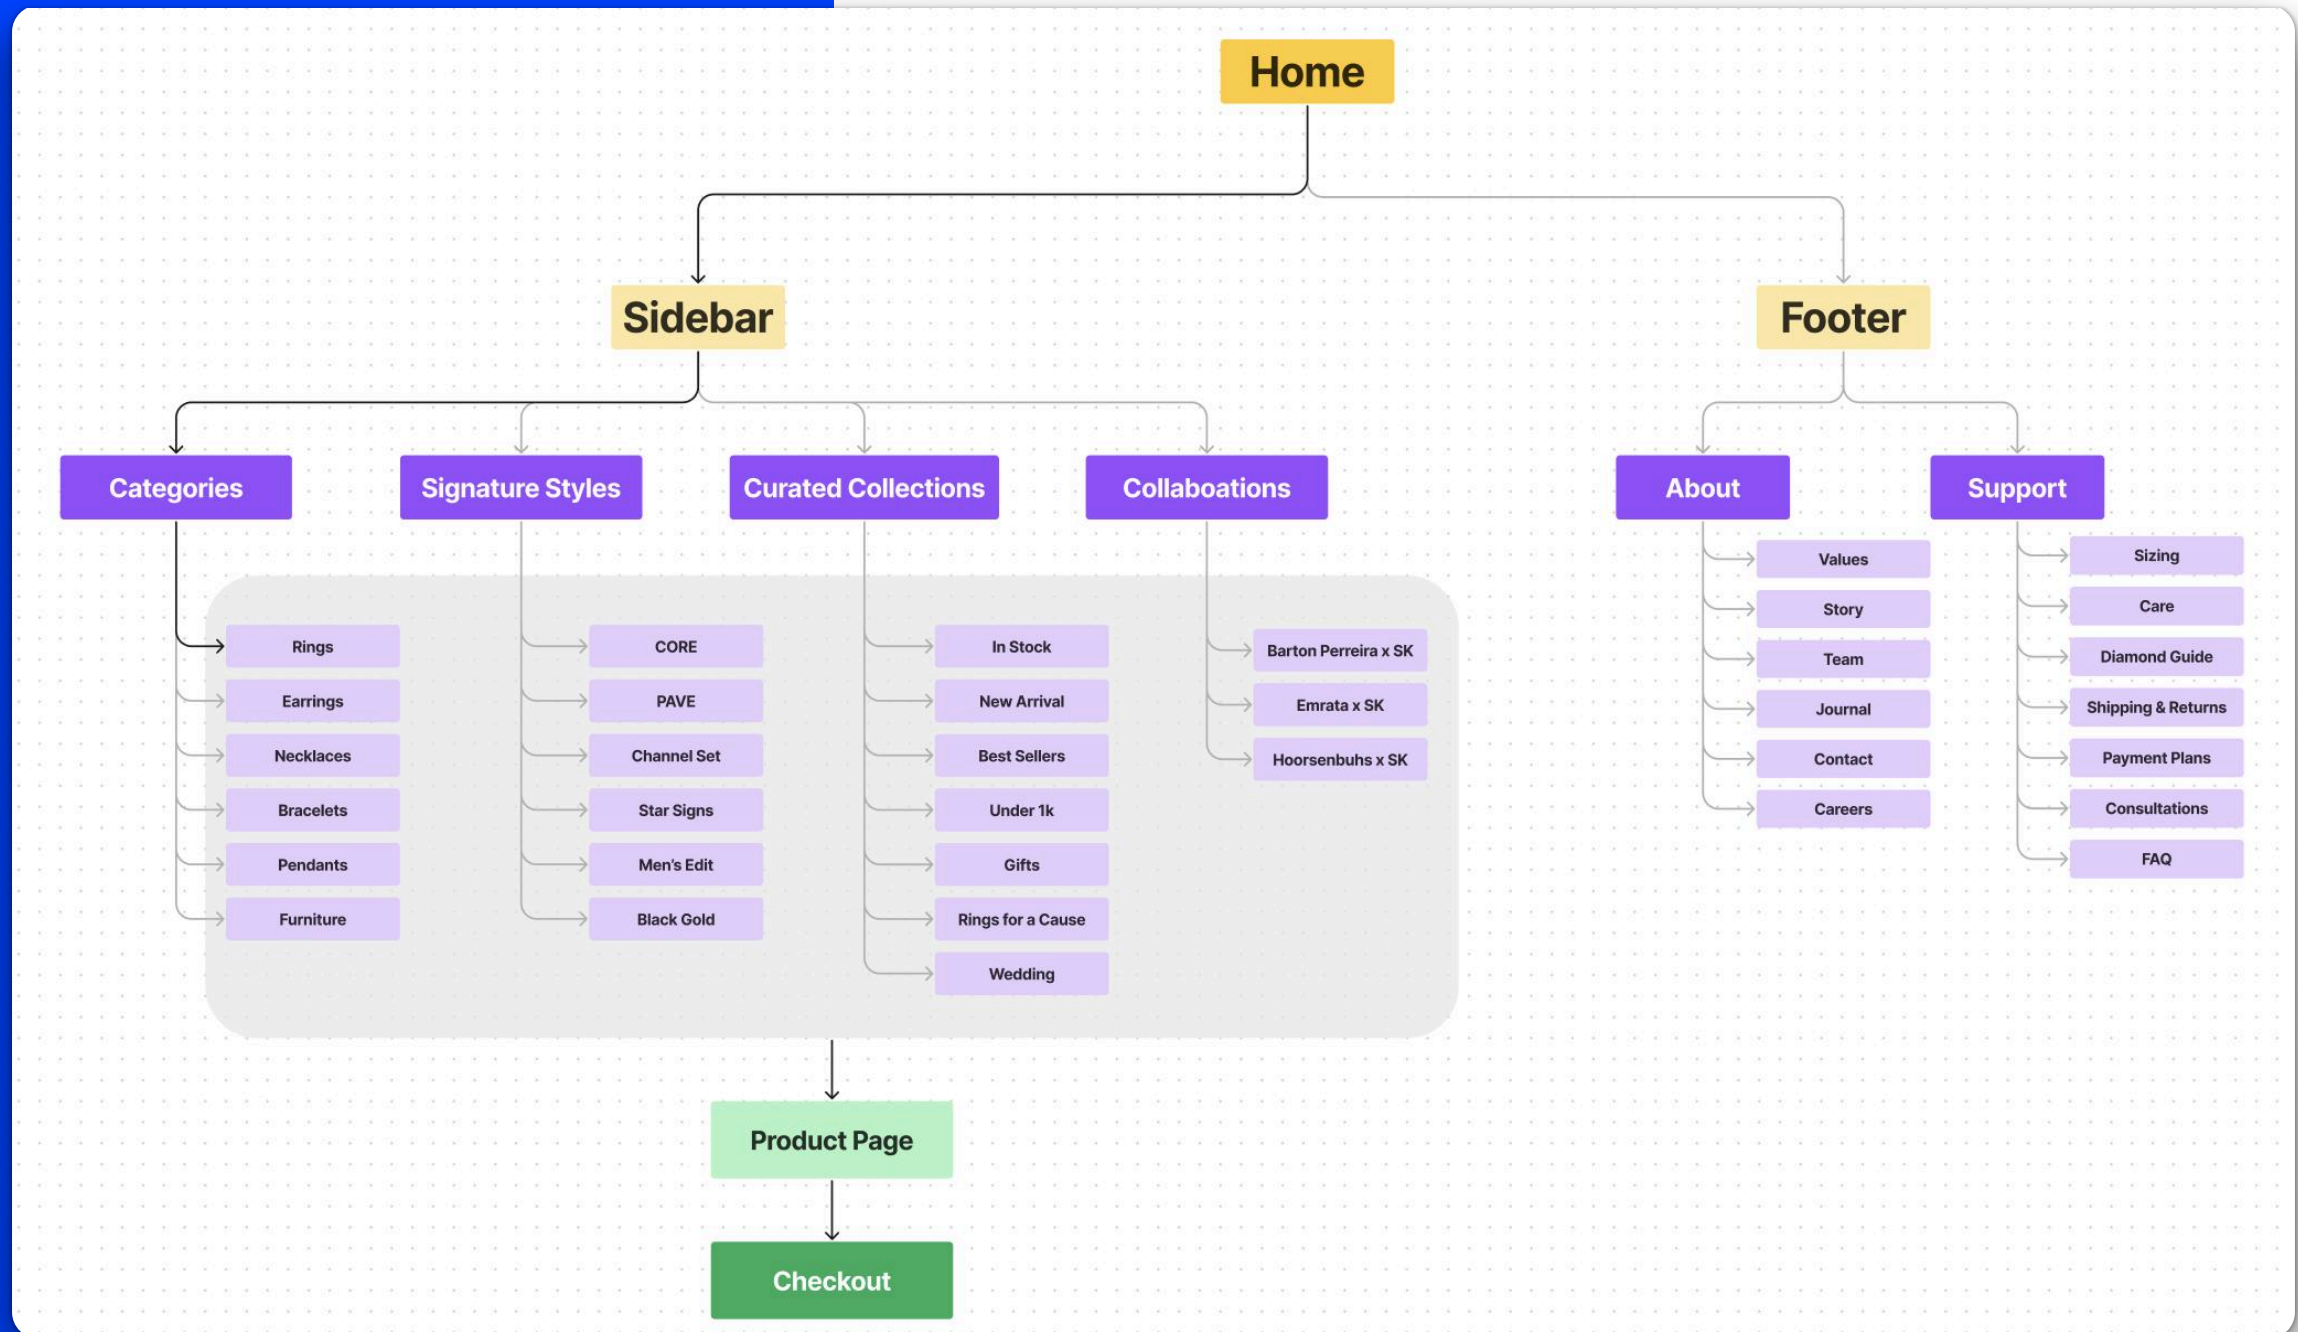 Home
Sidebar
Footer
Categories
Signature Styles
Curated Collections
Collaboations
About
Support
Rings
Earrings
Necklaces
Bracelets
Pendants
Furniture
CORE
PAVE
Channel Set
Star Signs
Men's Edit
Black Gold
In Stock
New Arrival
Best Sellers
Under 1k
Gifts
Rings for a Cause
Wedding
Barton Perreira x SK
Emrata x SK
Hoorsenbuhs x SK
Values
Story
Team
Journal
Contact
Careers
Sizing
Care
Diamond Guide
Shipping & Returns
Payment Plans
Consultations
FAQ
Product Page
Checkout